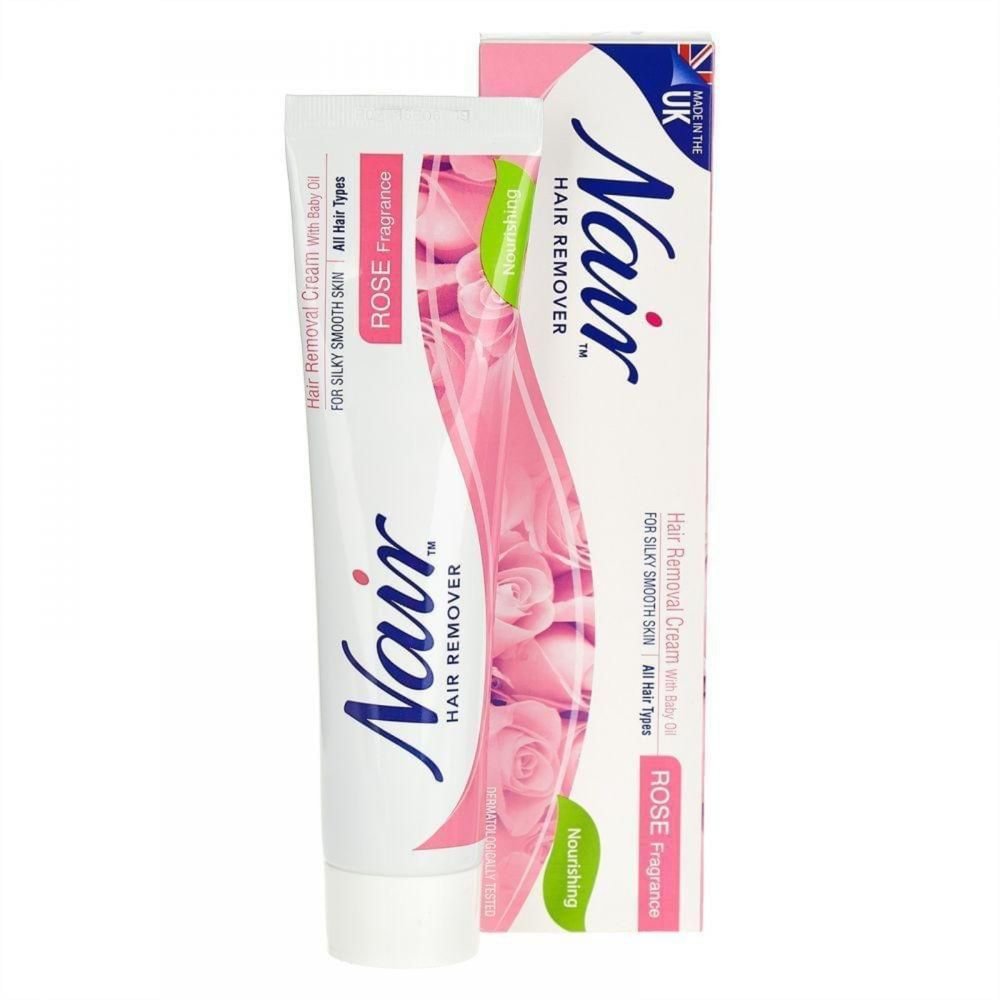 Hair Removal Cream With Baby Oil
FOR SILKY SMOOTH SKIN | All Hair Types
ROSE Fragrance
Nourishing
Nair™
HAIR REMOVER
MADE IN THE
UK
Nair™
HAIR REMOVER
Hair Removal Cream With Baby Oil
FOR SILKY SMOOTH SKIN | All Hair Types
ROSE Fragrance
Nourishing
DERMATOLOGICALLY TESTED